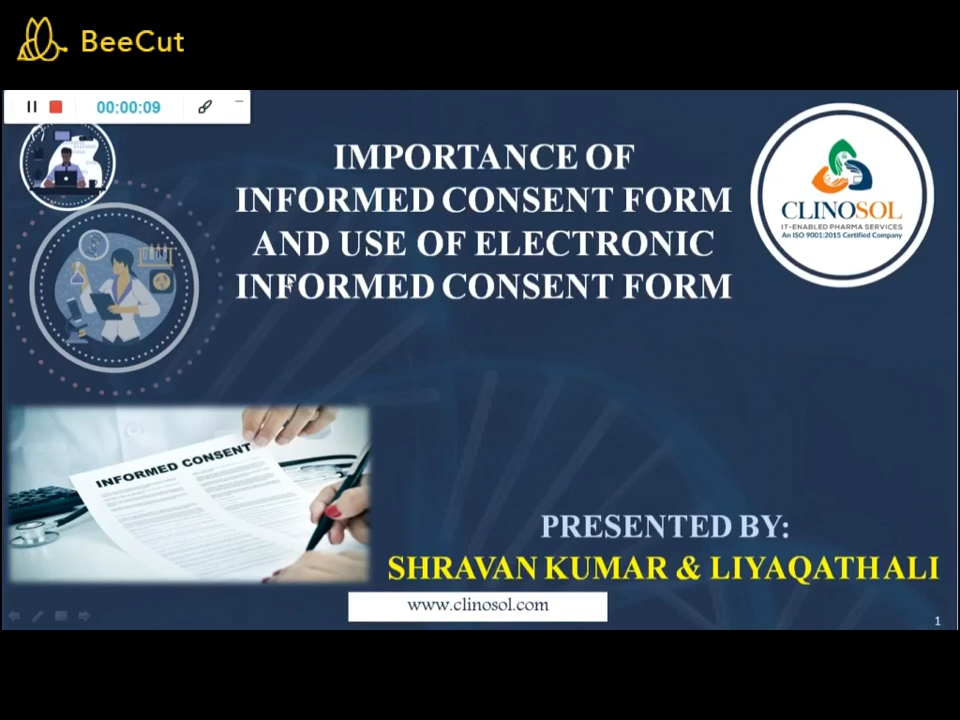 BeeCut
00:00:09
IMPORTANCE OF
INFORMED CONSENT FORM
AND USE OF ELECTRONIC
INFORMED CONSENT FORM
CLINOSOL
IT-ENABLED PHARMA SERVICES
An ISO 9001:2015 Certified Company
INFORMED CONSENT
PRESENTED BY:
SHRAVAN KUMAR & LIYAQATH ALI
www.clinosol.com
1